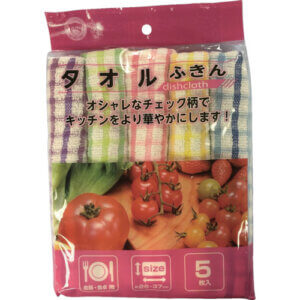 タオルふきん
dishcloth
オシャレなチェック柄で
キッチンをより華やかにします!
size
5
枚入